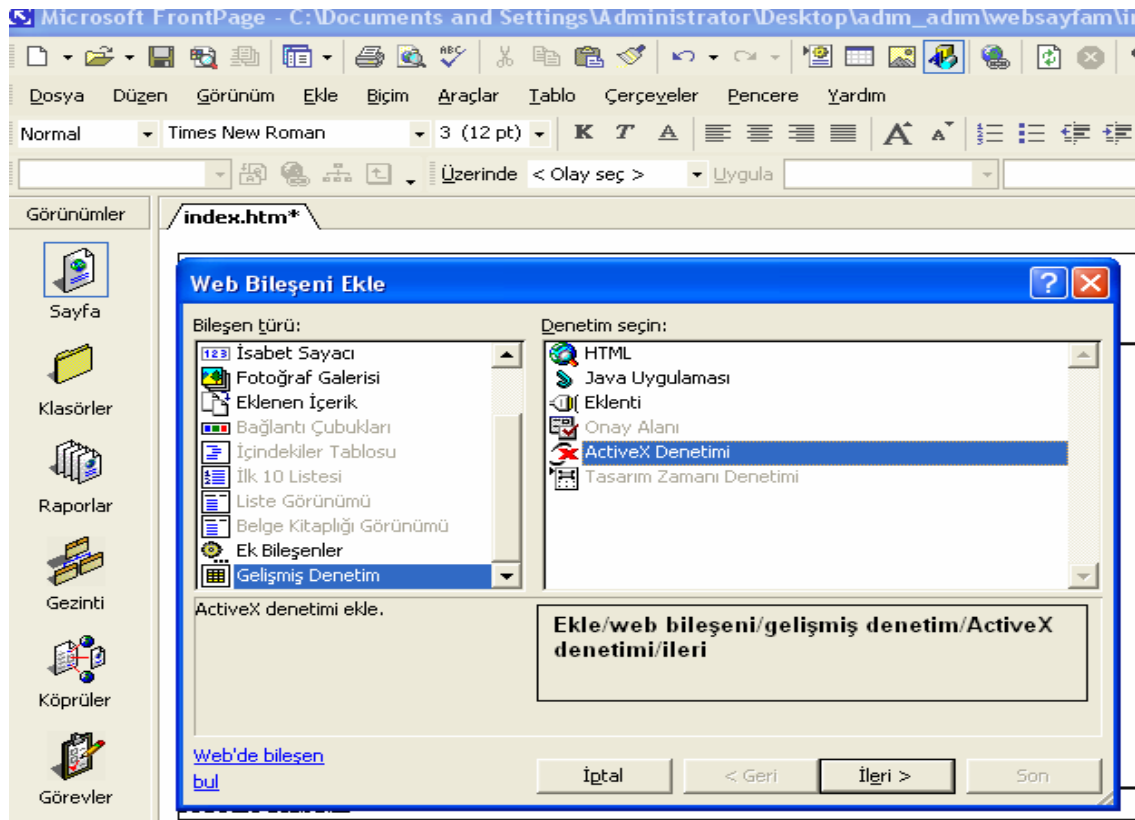 Microsoft FrontPage - C:\Documents and Settings\Administrator\Desktop\adım_adım\websayfam\i
ABC
Dosya Düzen Görünüm Ekle Biçim Araçlar Tablo Çerçeveler Pencere Yardım
Normal Times New Roman 3 (12 pt) K T A A A
Üzerinde < Olay seç > Uygula
Görünümler
index.htm*
Sayfa
Klasörler
Raporlar
Gezinti
Köprüler
Görevler
Web Bileşeni Ekle
Bileşen türü:
123 İsabet Sayacı
Fotoğraf Galerisi
Eklenen İçerik
Bağlantı Çubukları
İçindekiler Tablosu
İlk 10 Listesi
Liste Görünümü
Belge Kitaplığı Görünümü
Ek Bileşenler
Gelişmiş Denetim
Denetim seçin:
HTML
Java Uygulaması
Eklenti
Onay Alanı
ActiveX Denetimi
Tasarım Zamanı Denetimi
ActiveX denetimi ekle.
Ekle/web bileşeni/gelişmiş denetim/ActiveX
denetimi/ileri
Web'de bileşen
bul
İptal < Geri İleri > Son